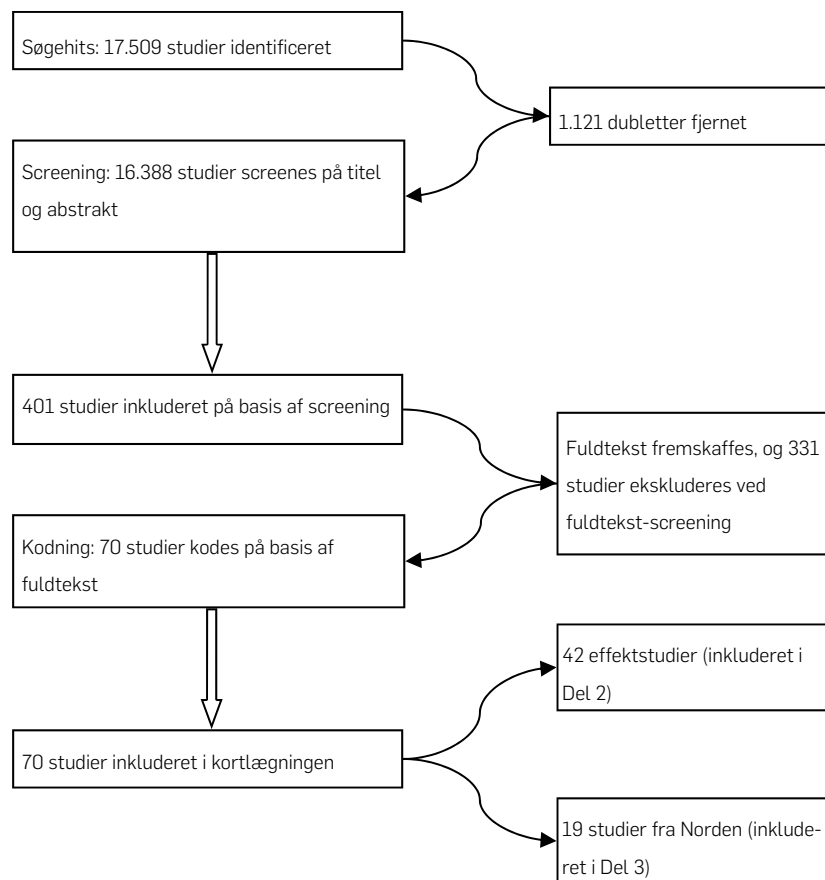 Søgehits: 17.509 studier identificeret
1.121 dubletter fjernet
Screening: 16.388 studier screenes på titel
og abstrakt
401 studier inkluderet på basis af screening
Fuldtekst fremskaffes, og 331
studier ekskluderes ved
fuldtekst-screening
Kodning: 70 studier kodes på basis af
fuldtekst
42 effektstudier (inkluderet i
Del 2)
70 studier inkluderet i kortlægningen
19 studier fra Norden (inklude-
ret i Del 3)